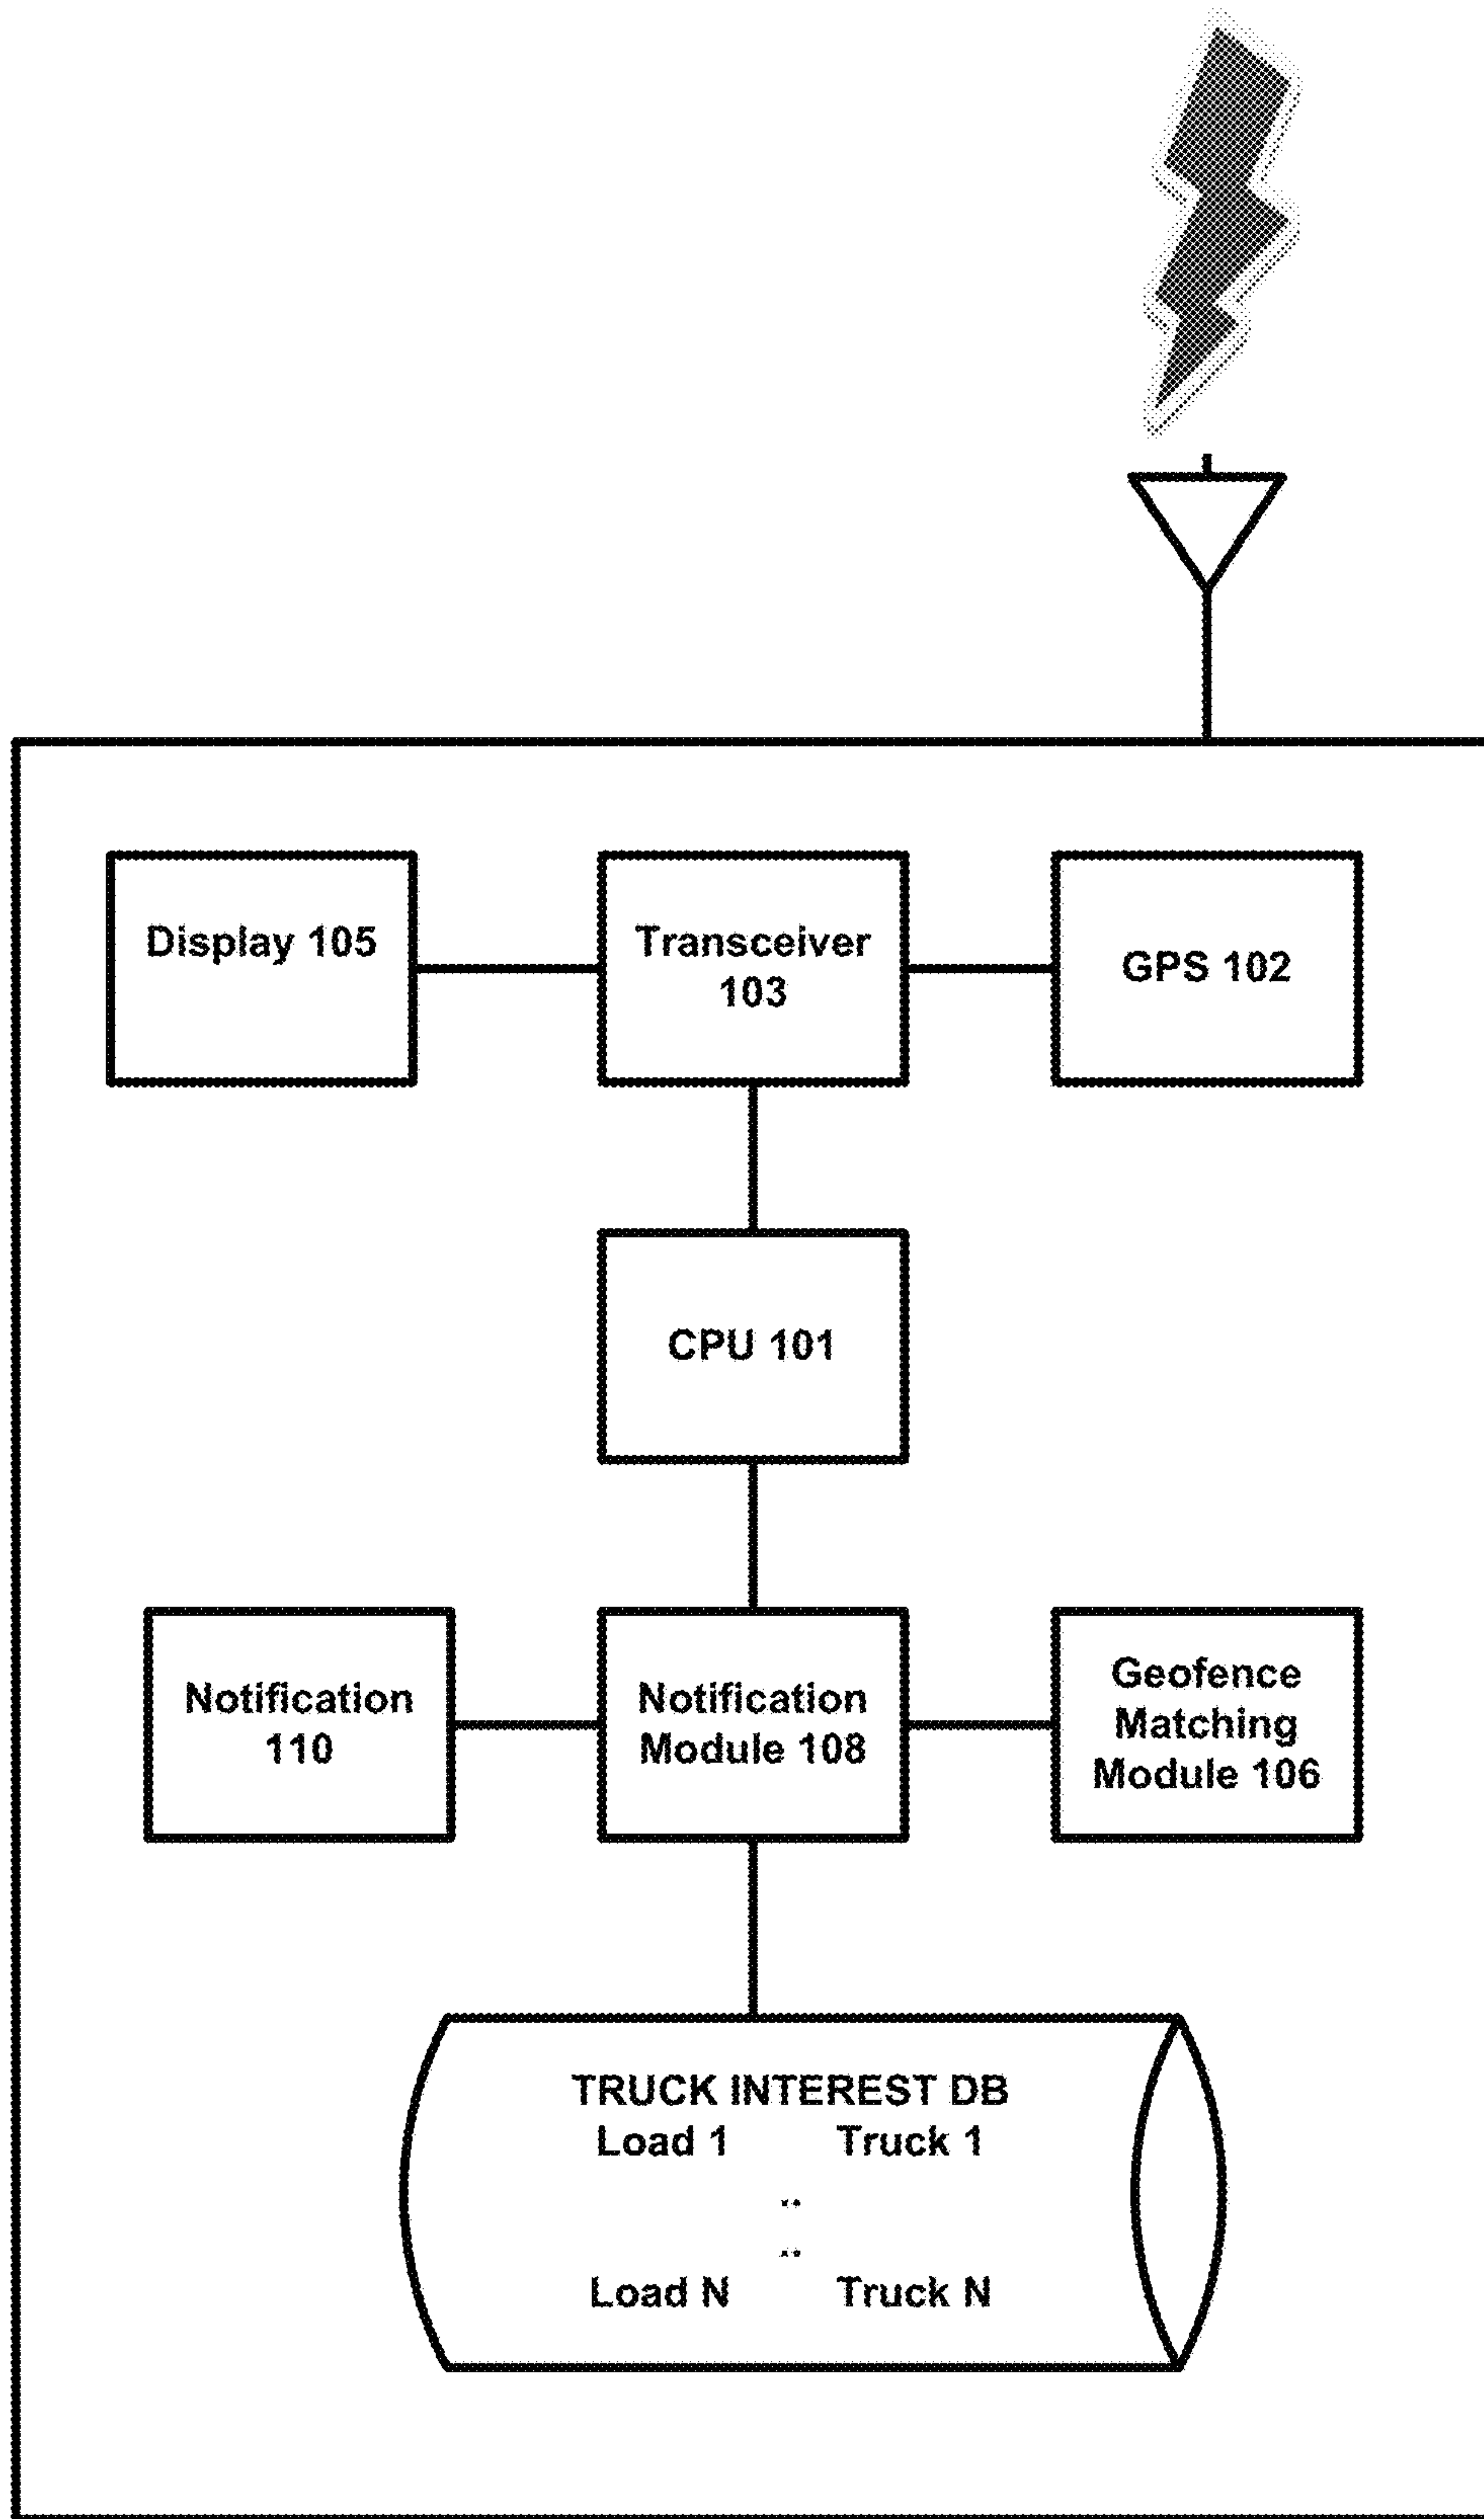 Display 105
Transceiver
103
GPS 102
CPU 101
Notification
110
Notification
Module 108
Geofence
Matching
Module 106
TRUCK INTEREST DB
Load 1 Truck 1
..
..
Load N Truck N